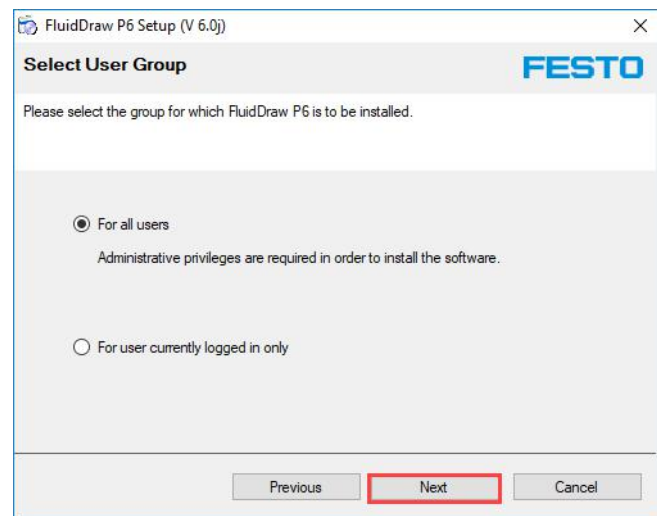 FluidDraw P6 Setup (V 6.0j)
Select User Group
FESTO
Please select the group for which FluidDraw P6 is to be installed.
For all users
Administrative privileges are required in order to install the software.
For user currently logged in only
Previous
Next
Cancel